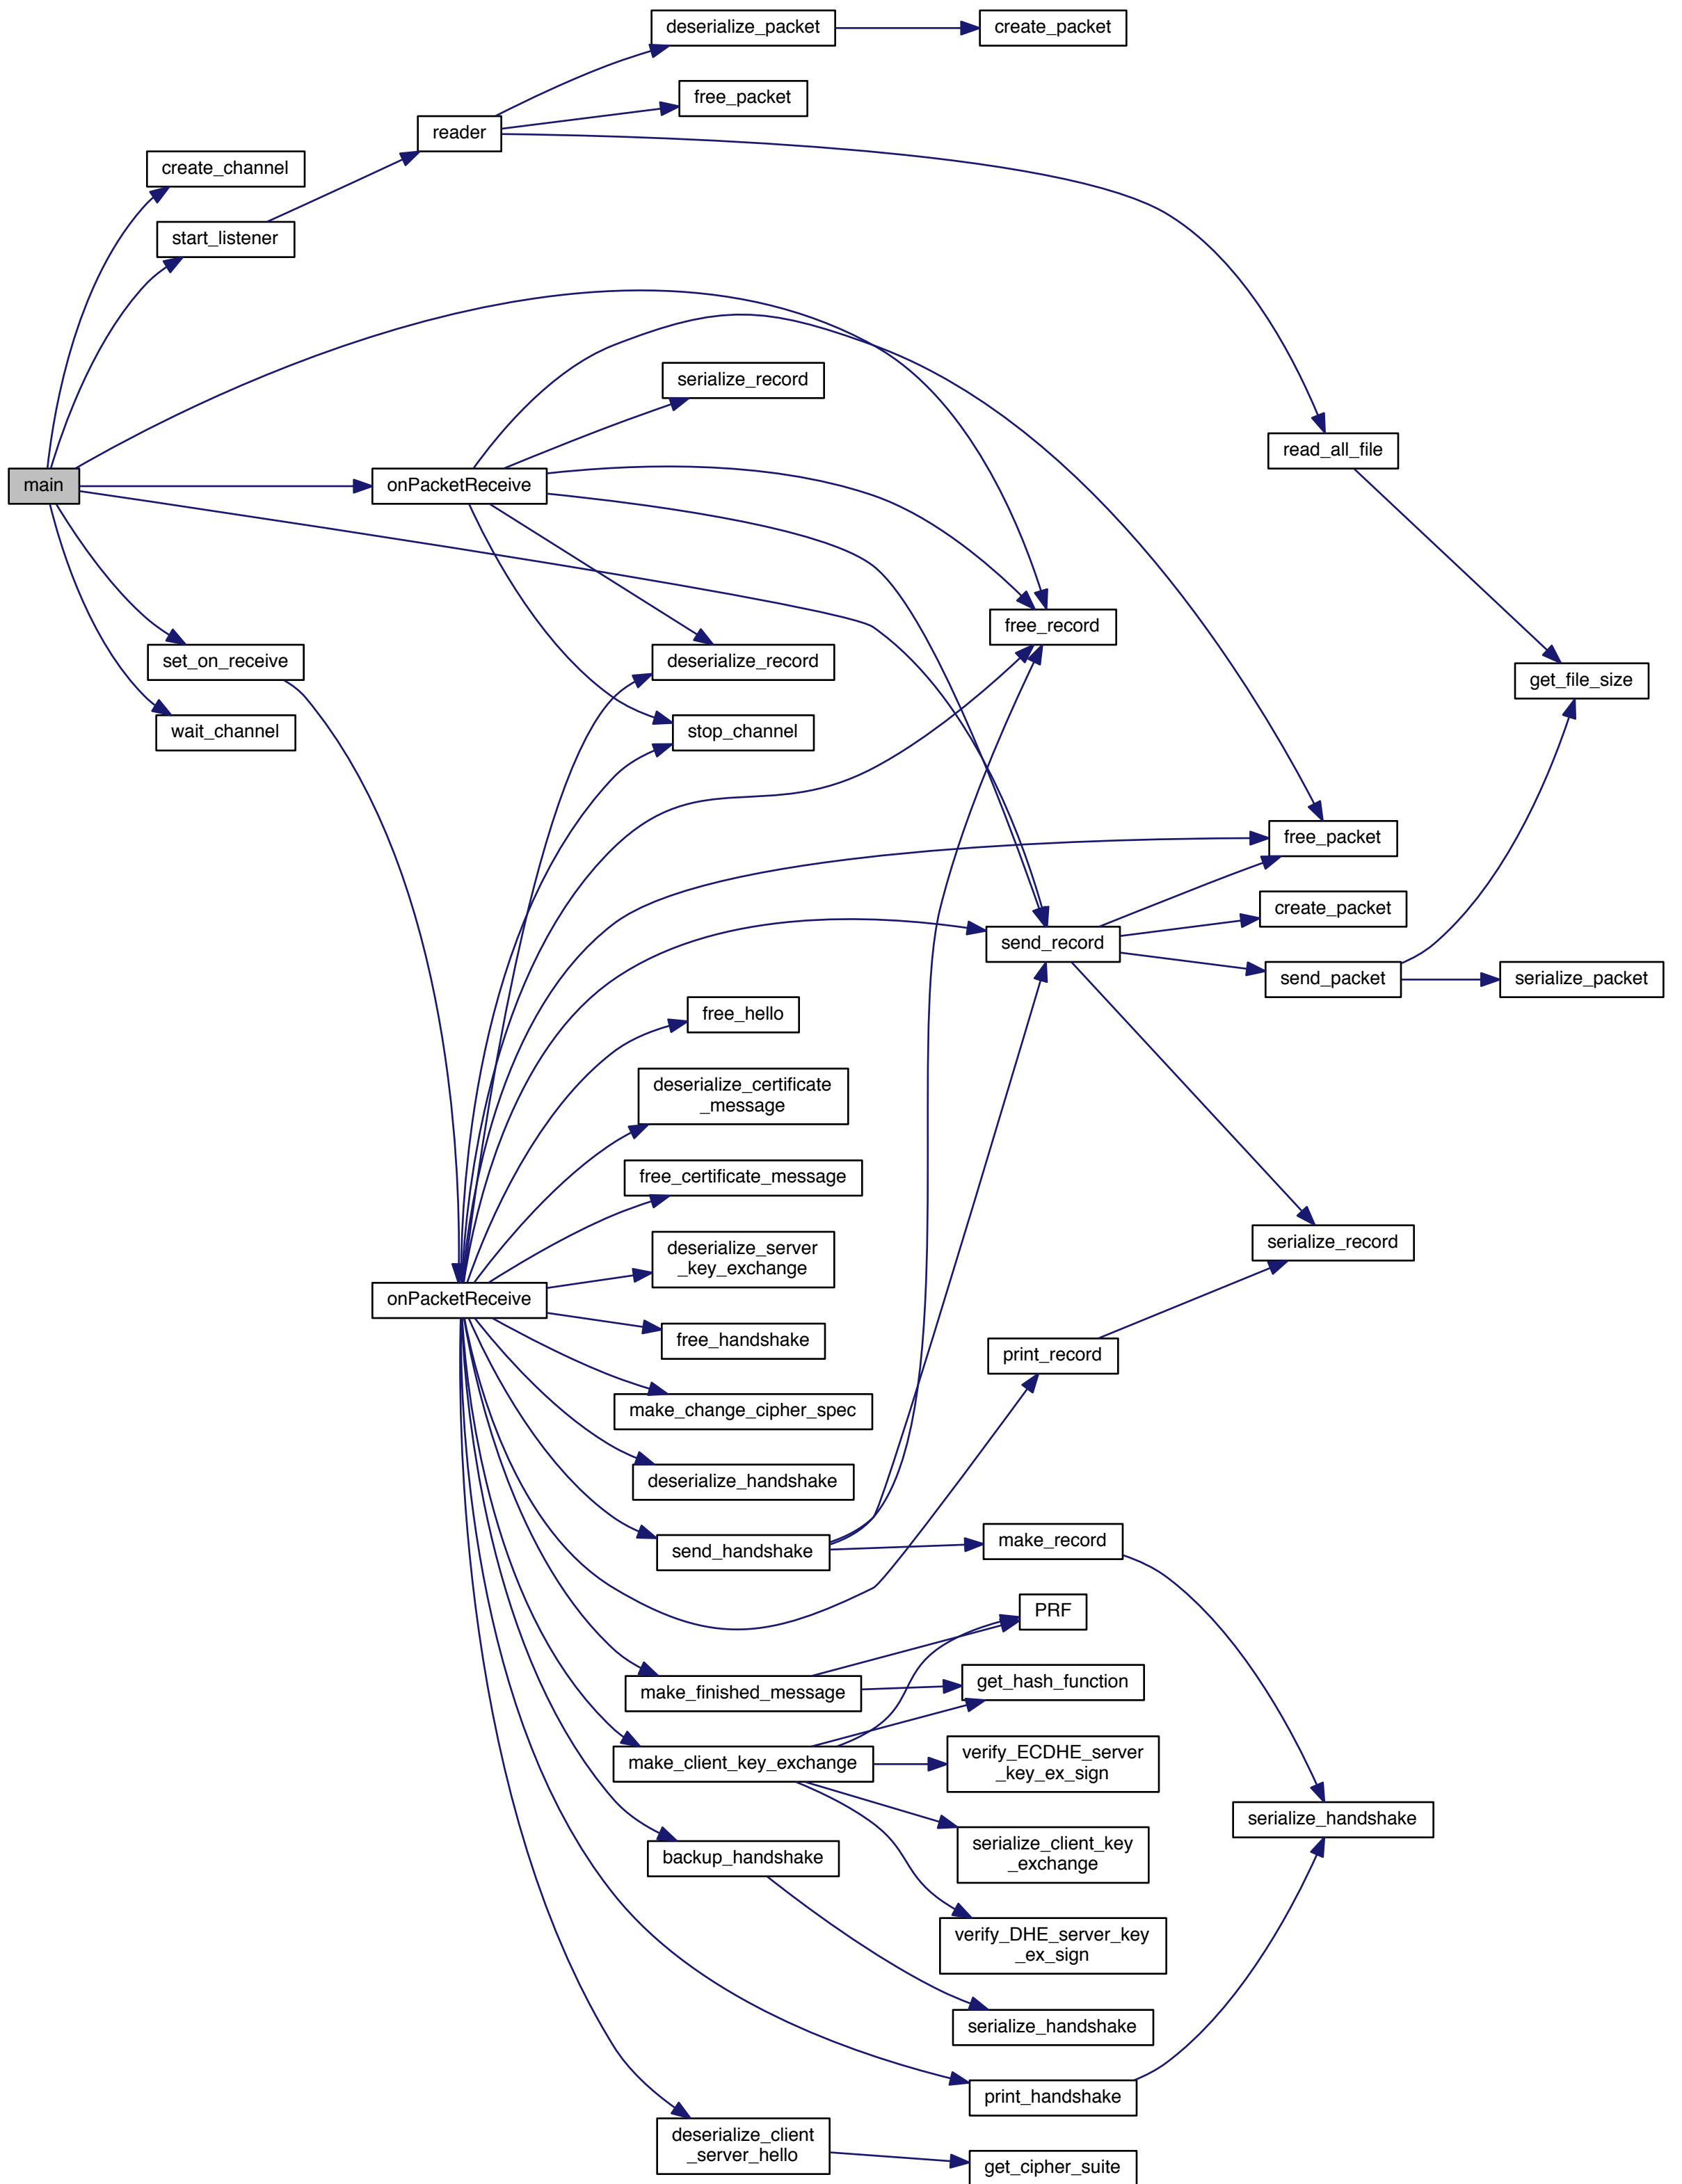 deserialize_packet
create_packet
free_packet
reader
create_channel
start_listener
serialize_record
read_all_file
main
onPacketReceive
free_record
set_on_receive
deserialize_record
get_file_size
wait_channel
stop_channel
free_packet
create_packet
send_record
send_packet
serialize_packet
free_hello
deserialize_certificate
_message
free_certificate_message
deserialize_server
_key_exchange
serialize_record
onPacketReceive
free_handshake
print_record
make_change_cipher_spec
deserialize_handshake
send_handshake
make_record
PRF
make_finished_message
get_hash_function
make_client_key_exchange
verify_ECDHE_server
_key_ex_sign
serialize_handshake
backup_handshake
serialize_client_key
_exchange
verify_DHE_server_key
_ex_sign
serialize_handshake
print_handshake
deserialize_client
_server_hello
get_cipher_suite